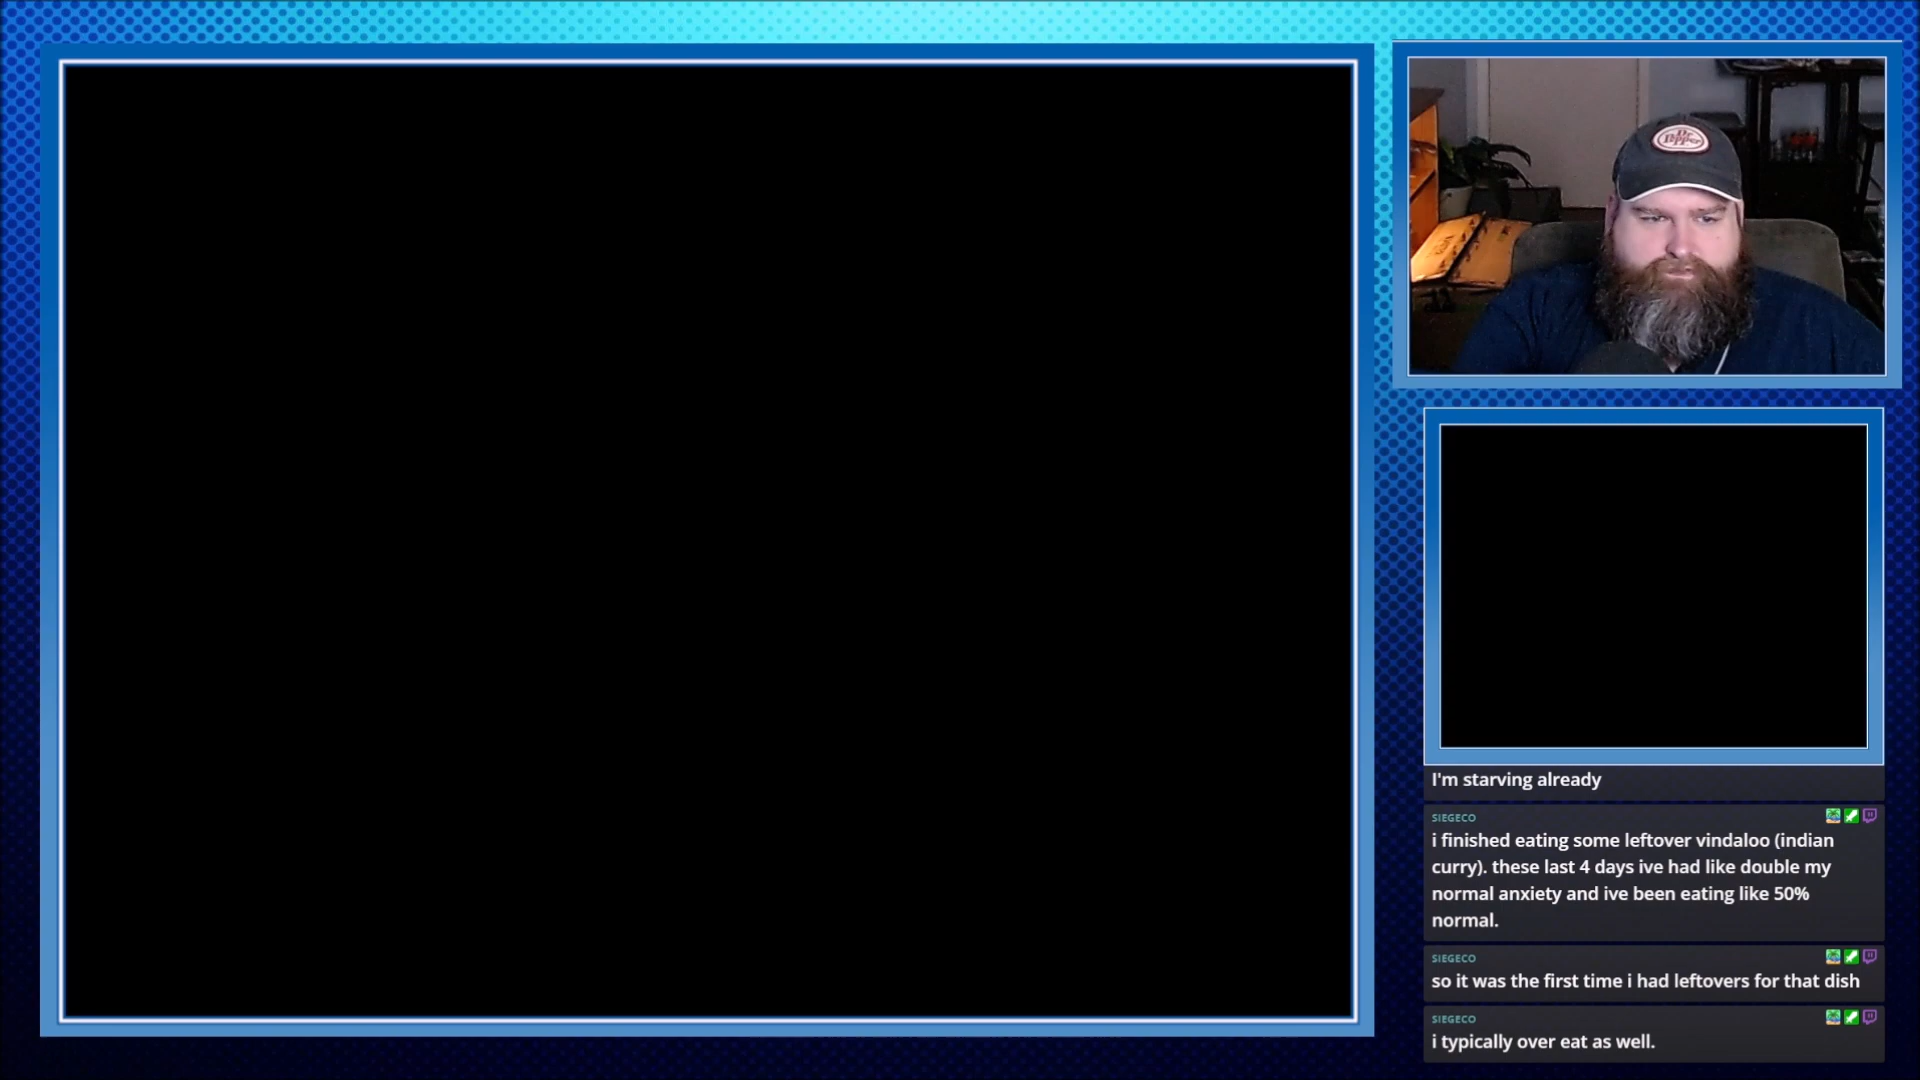 Dr
Pepper
I'm starving already
SIEGECO
i finished eating some leftover vindaloo (indian
curry). these last 4 days ive had like double my
normal anxiety and ive been eating like 50%
normal.
SIEGECO
so it was the first time i had leftovers for that dish
SIEGECO
i typically over eat as well.